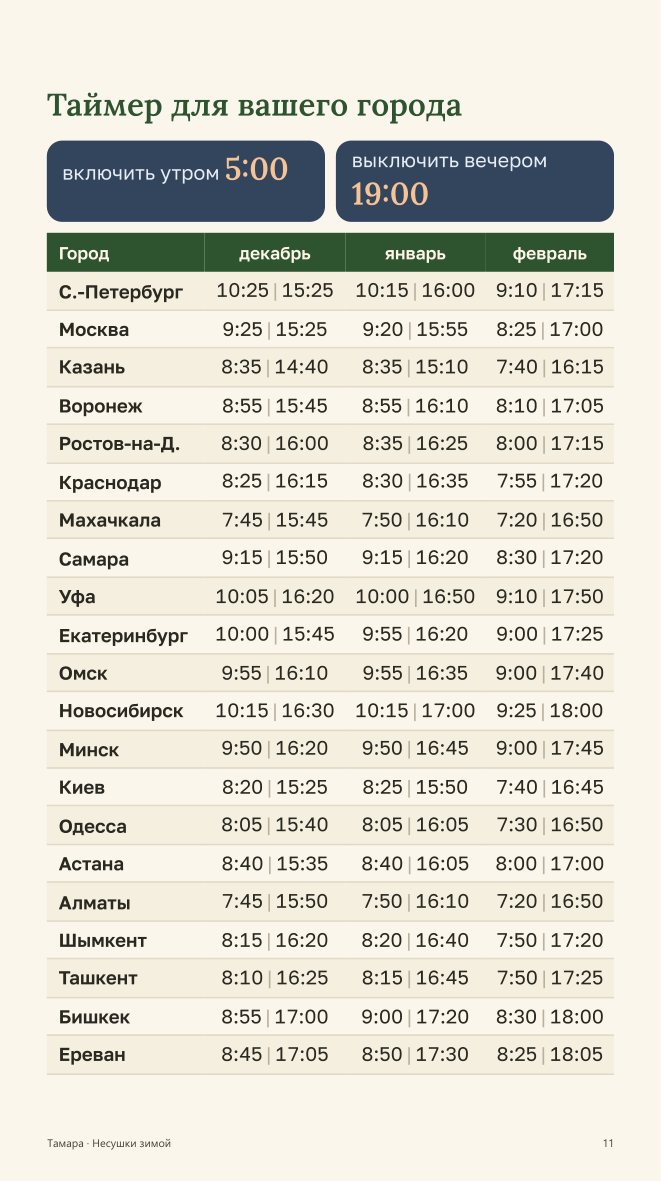 Таймер для вашего города
включить утром 5:00
выключить вечером
19:00
Город декабрь январь февраль
С.-Петербург 10:25 | 15:25 10:15 | 16:00 9:10 | 17:15
Москва 9:25 | 15:25 9:20 | 15:55 8:25 | 17:00
Казань 8:35 | 14:40 8:35 | 15:10 7:40 | 16:15
Воронеж 8:55 | 15:45 8:55 | 16:10 8:10 | 17:05
Ростов-на-Д. 8:30 | 16:00 8:35 | 16:25 8:00 | 17:15
Краснодар 8:25 | 16:15 8:30 | 16:35 7:55 | 17:20
Махачкала 7:45 | 15:45 7:50 | 16:10 7:20 | 16:50
Самара 9:15 | 15:50 9:15 | 16:20 8:30 | 17:20
Уфа 10:05 | 16:20 10:00 | 16:50 9:10 | 17:50
Екатеринбург 10:00 | 15:45 9:55 | 16:20 9:00 | 17:25
Омск 9:55 | 16:10 9:55 | 16:35 9:00 | 17:40
Новосибирск 10:15 | 16:30 10:15 | 17:00 9:25 | 18:00
Минск 9:50 | 16:20 9:50 | 16:45 9:00 | 17:45
Киев 8:20 | 15:25 8:25 | 15:50 7:40 | 16:45
Одесса 8:05 | 15:40 8:05 | 16:05 7:30 | 16:50
Астана 8:40 | 15:35 8:40 | 16:05 8:00 | 17:00
Алматы 7:45 | 15:50 7:50 | 16:10 7:20 | 16:50
Шымкент 8:15 | 16:20 8:20 | 16:40 7:50 | 17:20
Ташкент 8:10 | 16:25 8:15 | 16:45 7:50 | 17:25
Бишкек 8:55 | 17:00 9:00 | 17:20 8:30 | 18:00
Ереван 8:45 | 17:05 8:50 | 17:30 8:25 | 18:05
Тамара · Несушки зимой 11